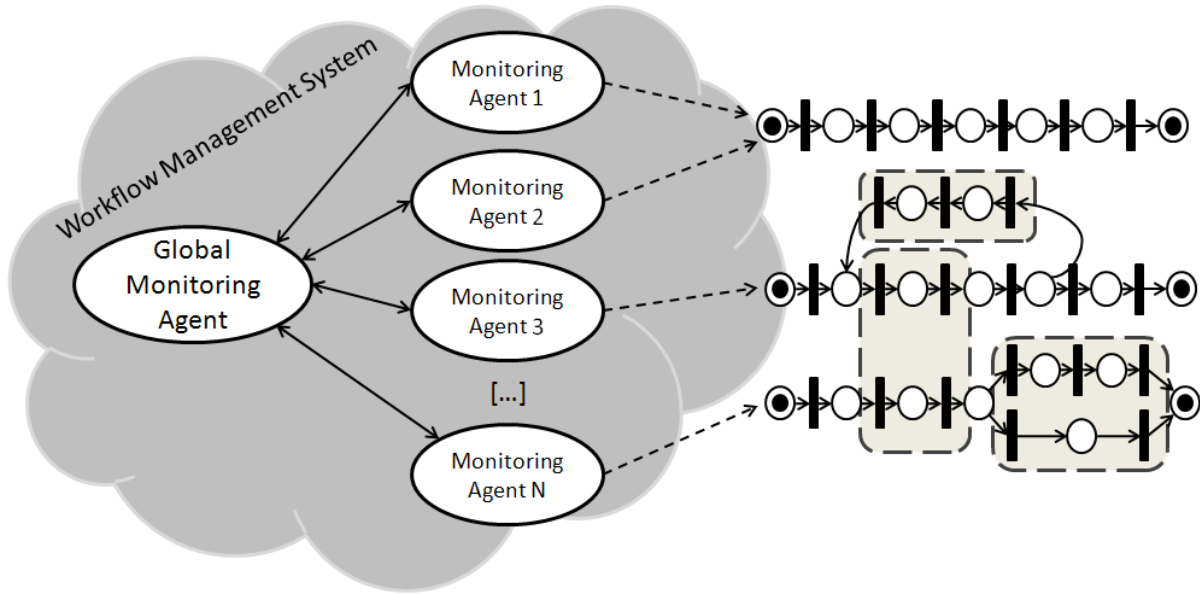 Workflow Management System
Monitoring
Agent 1
Monitoring
Agent 2
Global
Monitoring
Agent
Monitoring
Agent 3
[...]
Monitoring
Agent N